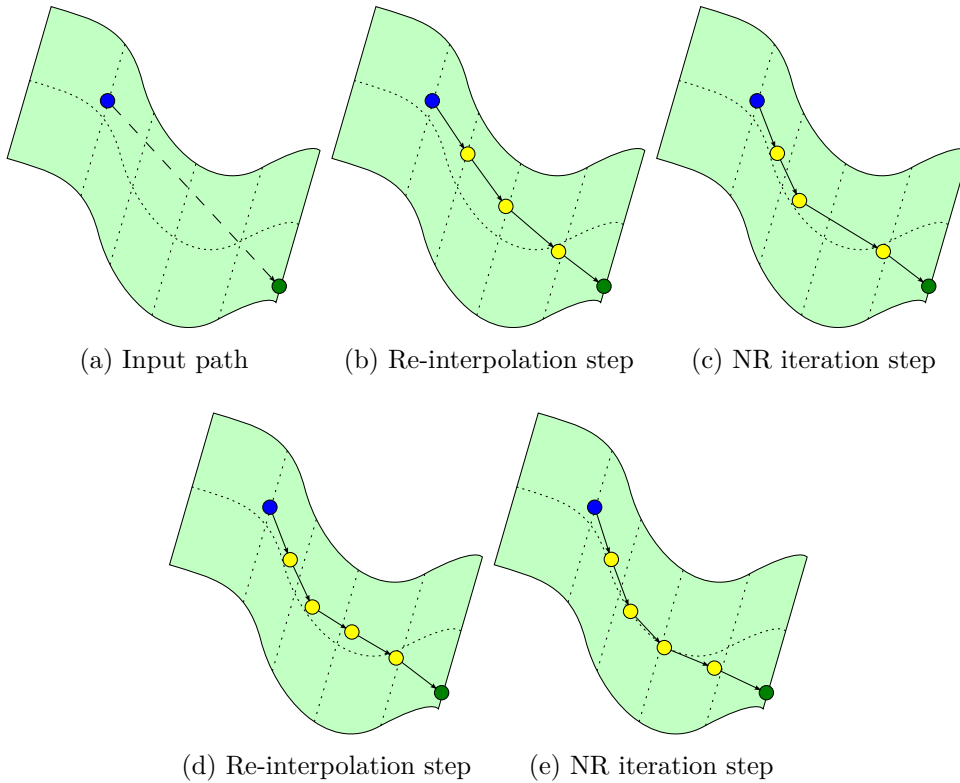 (a) Input path
(b) Re-interpolation step
(c) NR iteration step
(d) Re-interpolation step
(e) NR iteration step